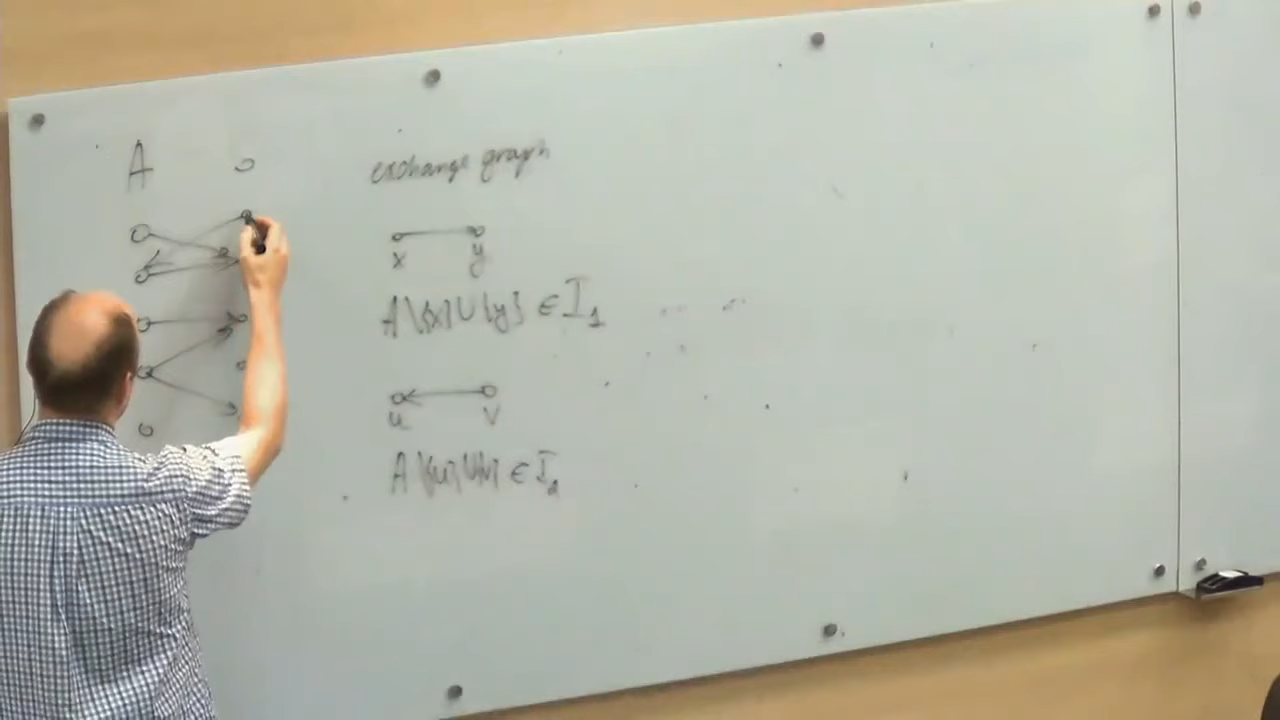 A
exchange graph
x y
A\{x}∪{y} ∈ I₁
u v
A\{u}∪{v} ∈ I₂